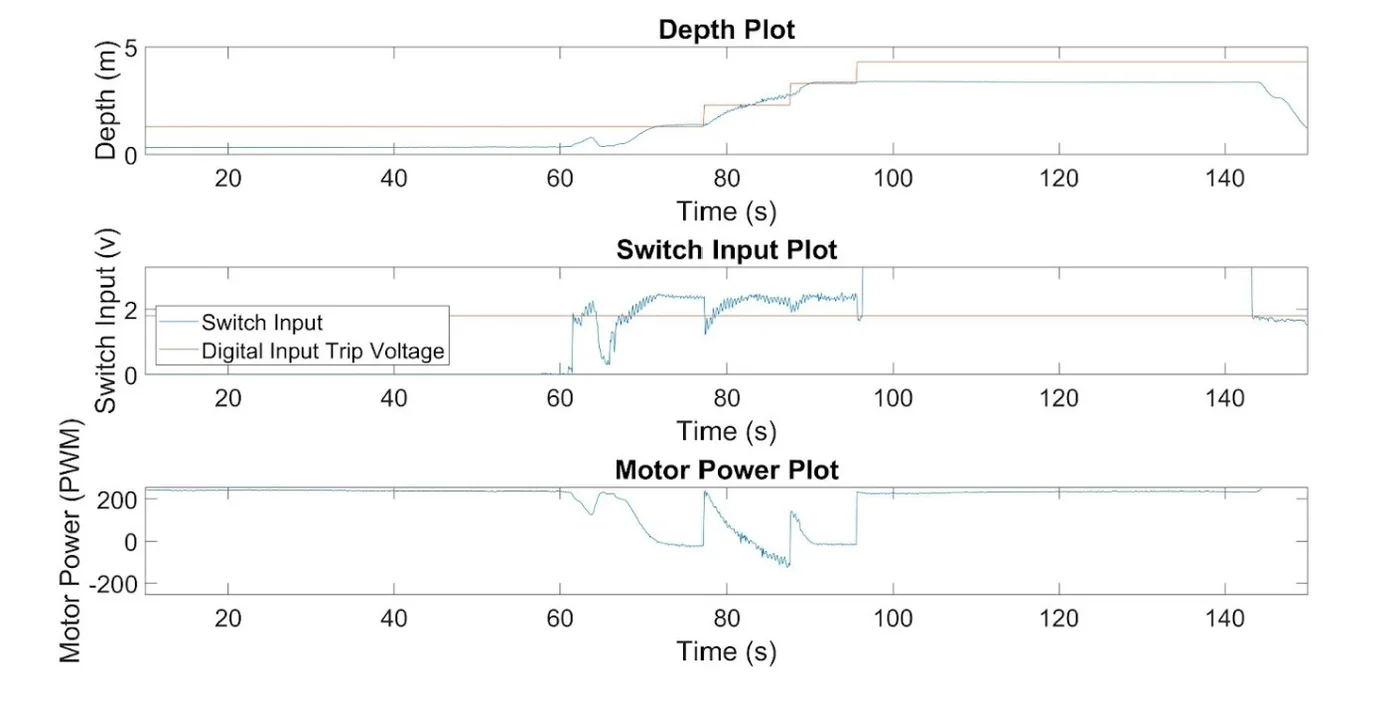 Depth Plot
Depth (m)
5
0
20 40 60 80 100 120 140
Time (s)
Switch Input Plot
Switch Input (v)
2
0
Switch Input
Digital Input Trip Voltage
20 40 60 80 100 120 140
Time (s)
Motor Power Plot
Motor Power (PWM)
200
0
-200
20 40 60 80 100 120 140
Time (s)